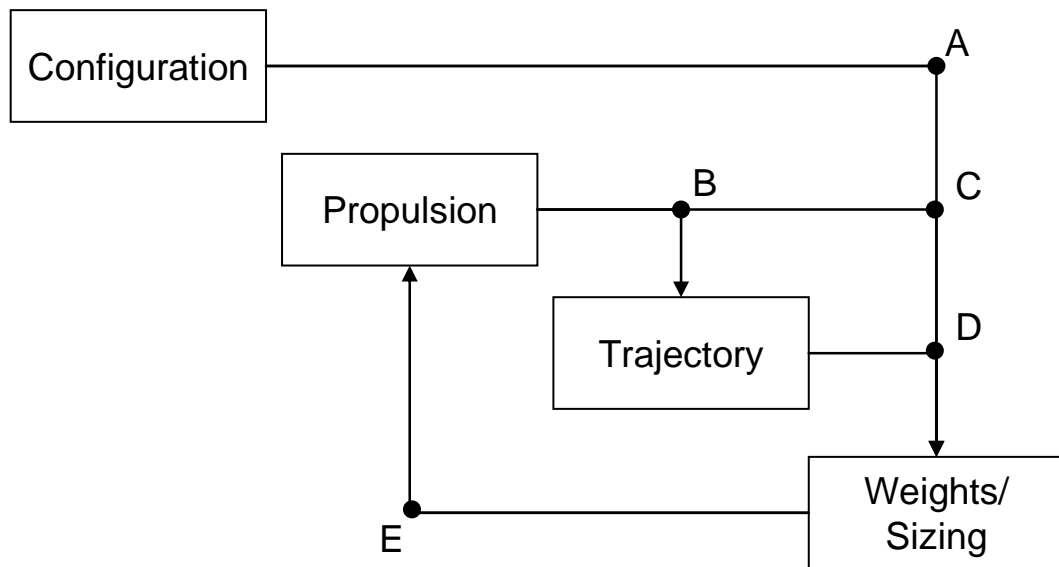 A
Configuration
B
C
Propulsion
D
Trajectory
Weights/
Sizing
E